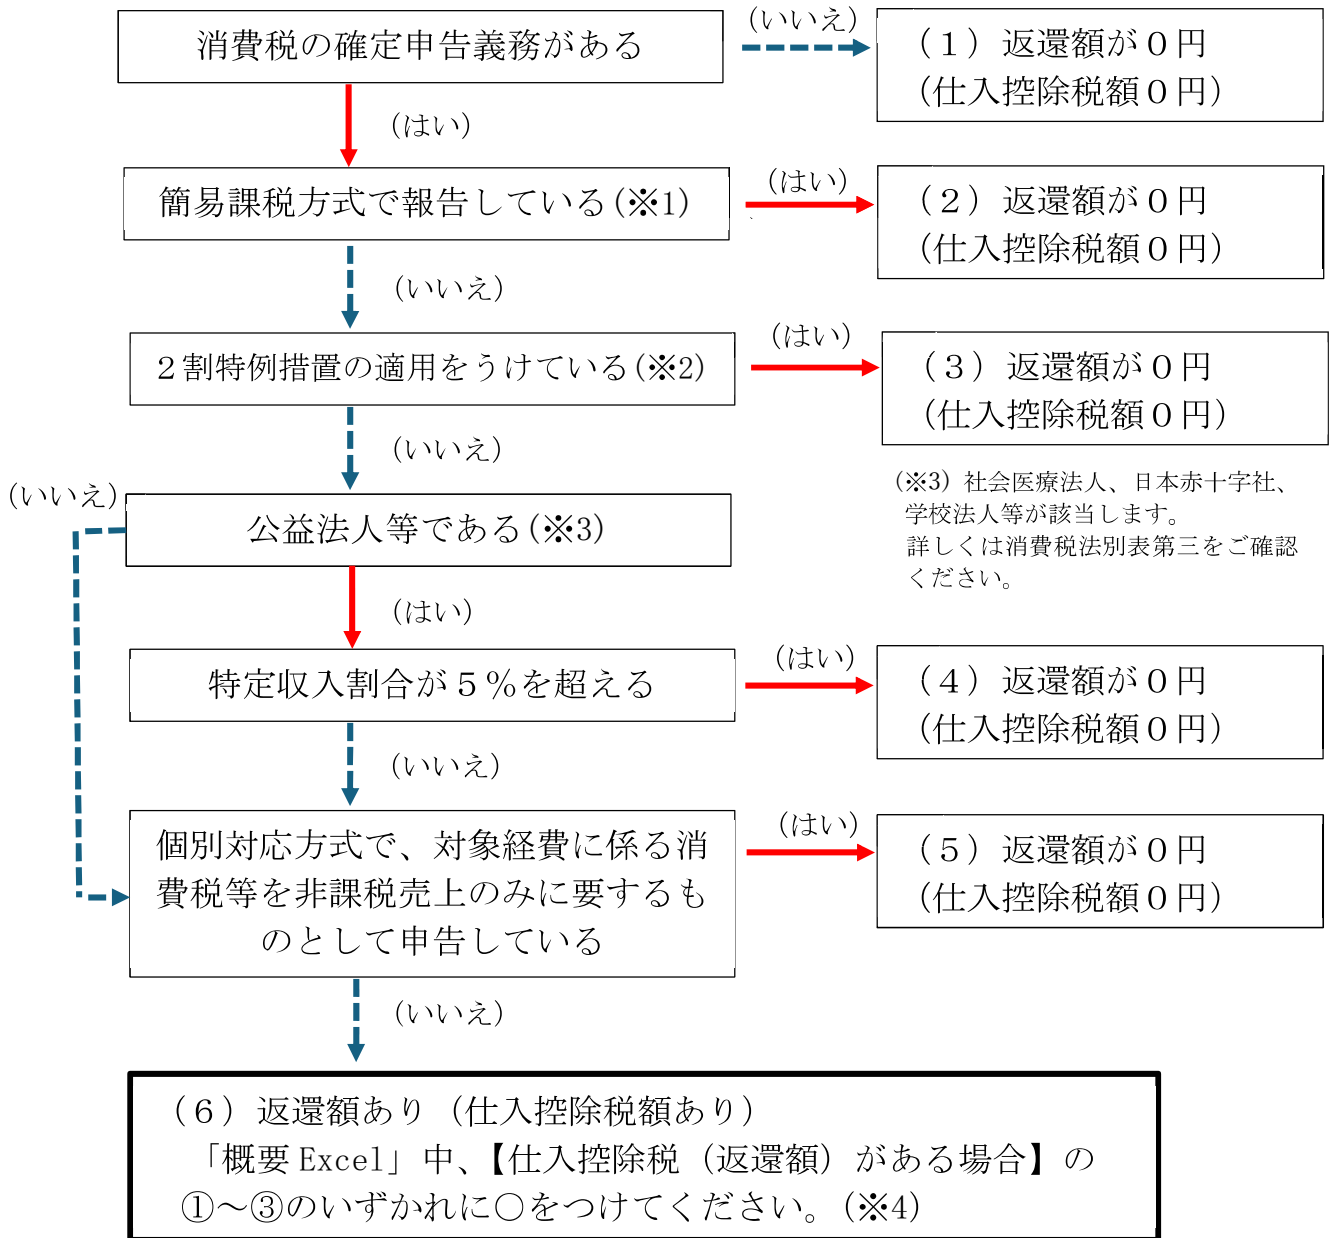 消費税の確定申告義務がある
(いいえ)
（１）返還額が０円
（仕入控除税額０円）
(はい)
簡易課税方式で報告している(※1)
(はい)
（２）返還額が０円
（仕入控除税額０円）
(いいえ)
２割特例措置の適用をうけている(※2)
(はい)
（３）返還額が０円
（仕入控除税額０円）
(いいえ)
(いいえ)
公益法人等である(※3)
(※3) 社会医療法人、日本赤十字社、
学校法人等が該当します。
詳しくは消費税法別表第三をご確認
ください。
(はい)
特定収入割合が５％を超える
(はい)
（４）返還額が０円
（仕入控除税額０円）
(いいえ)
個別対応方式で、対象経費に係る消
費税等を非課税売上のみに要するも
のとして申告している
(はい)
（５）返還額が０円
（仕入控除税額０円）
(いいえ)
（６）返還額あり（仕入控除税額あり）
「概要 Excel」中、【仕入控除税（返還額）がある場合】の
①～③のいずかれに○をつけてください。(※4)